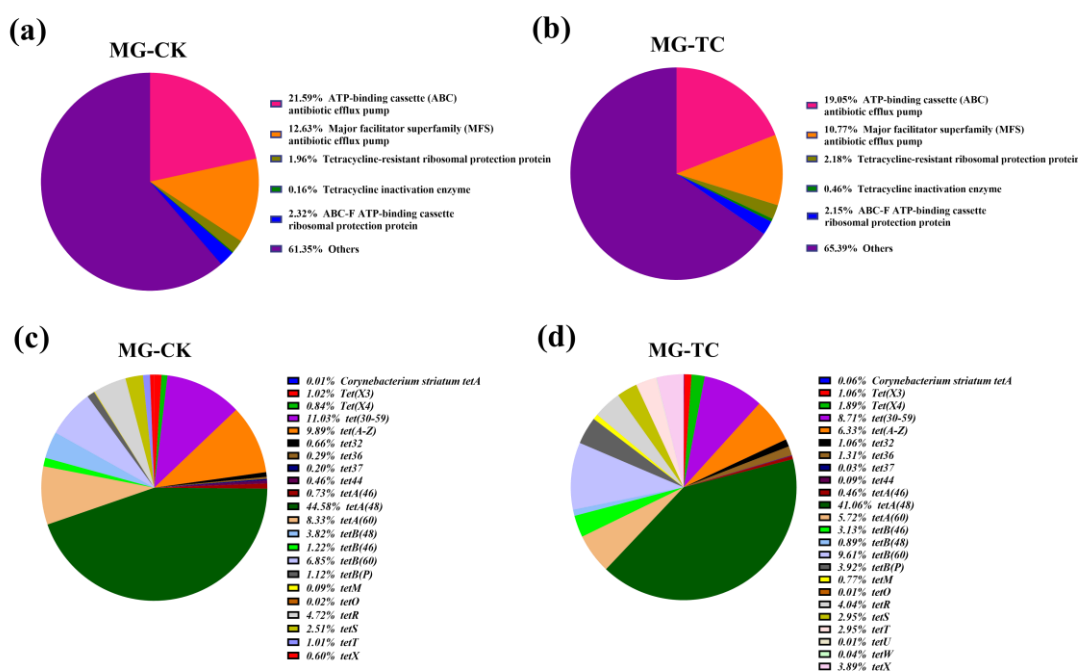 (a)
MG-CK
21.59% ATP-binding cassette (ABC)
antibiotic efflux pump
12.63% Major facilitator superfamily (MFS)
antibiotic efflux pump
1.96% Tetracycline-resistant ribosomal protection protein
0.16% Tetracycline inactivation enzyme
2.32% ABC-F ATP-binding cassette
ribosomal protection protein
61.35% Others
(b)
MG-TC
19.05% ATP-binding cassette (ABC)
antibiotic efflux pump
10.77% Major facilitator superfamily (MFS)
antibiotic efflux pump
2.18% Tetracycline-resistant ribosomal protection protein
0.46% Tetracycline inactivation enzyme
2.15% ABC-F ATP-binding cassette
ribosomal protection protein
65.39% Others
(c)
MG-CK
0.01% Corynebacterium striatum tetA
1.02% Tet(X3)
0.84% Tet(X4)
11.03% tet(30-59)
9.89% tet(A-Z)
0.66% tet32
0.29% tet36
0.20% tet37
0.46% tet44
0.73% tetA(46)
44.58% tetA(48)
8.33% tetA(60)
3.82% tetB(48)
1.22% tetB(46)
6.85% tetB(60)
1.12% tetB(P)
0.09% tetM
0.02% tetO
4.72% tetR
2.51% tetS
1.01% tetT
0.60% tetX
(d)
MG-TC
0.06% Corynebacterium striatum tetA
1.06% Tet(X3)
1.89% Tet(X4)
8.71% tet(30-59)
6.33% tet(A-Z)
1.06% tet32
1.31% tet36
0.03% tet37
0.09% tet44
0.46% tetA(46)
41.06% tetA(48)
5.72% tetA(60)
3.13% tetB(46)
0.89% tetB(48)
9.61% tetB(60)
3.92% tetB(P)
0.77% tetM
0.01% tetO
4.04% tetR
2.95% tetS
2.95% tetT
0.01% tetU
0.04% tetW
3.89% tetX